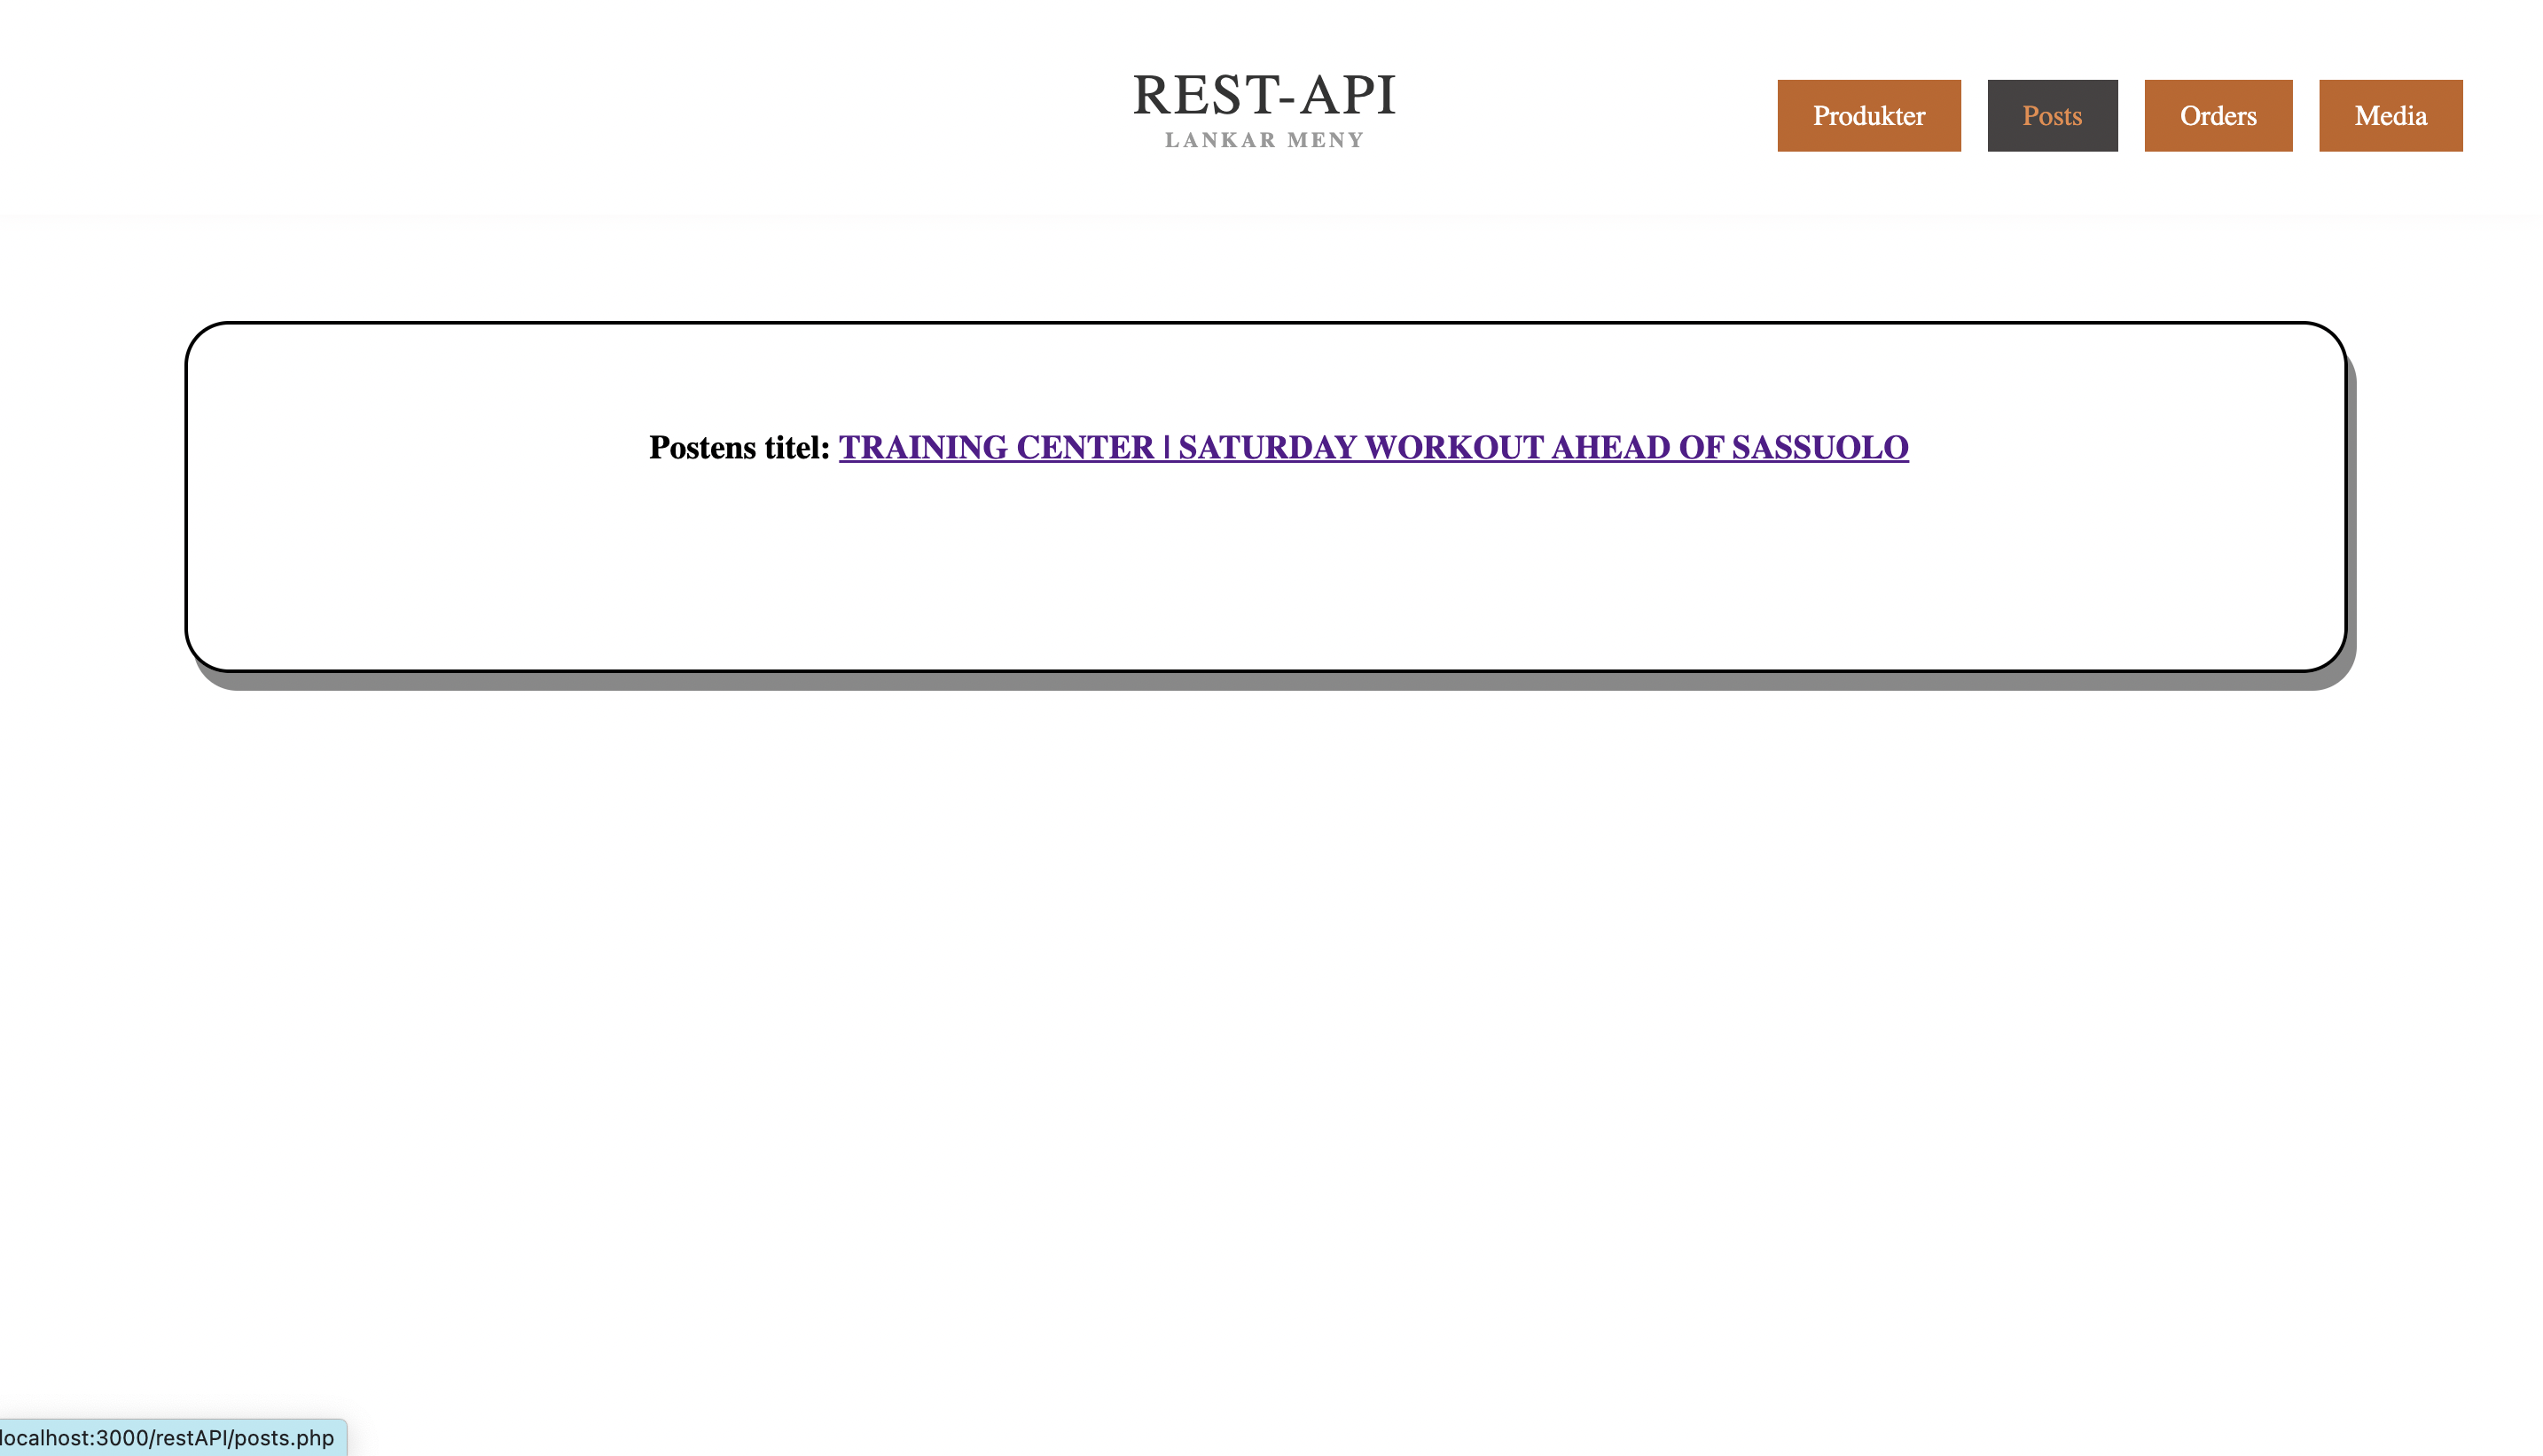 REST-API
LANKAR MENY
Produkter
Posts
Orders
Media
Postens titel: TRAINING CENTER | SATURDAY WORKOUT AHEAD OF SASSUOLO
localhost:3000/restAPI/posts.php